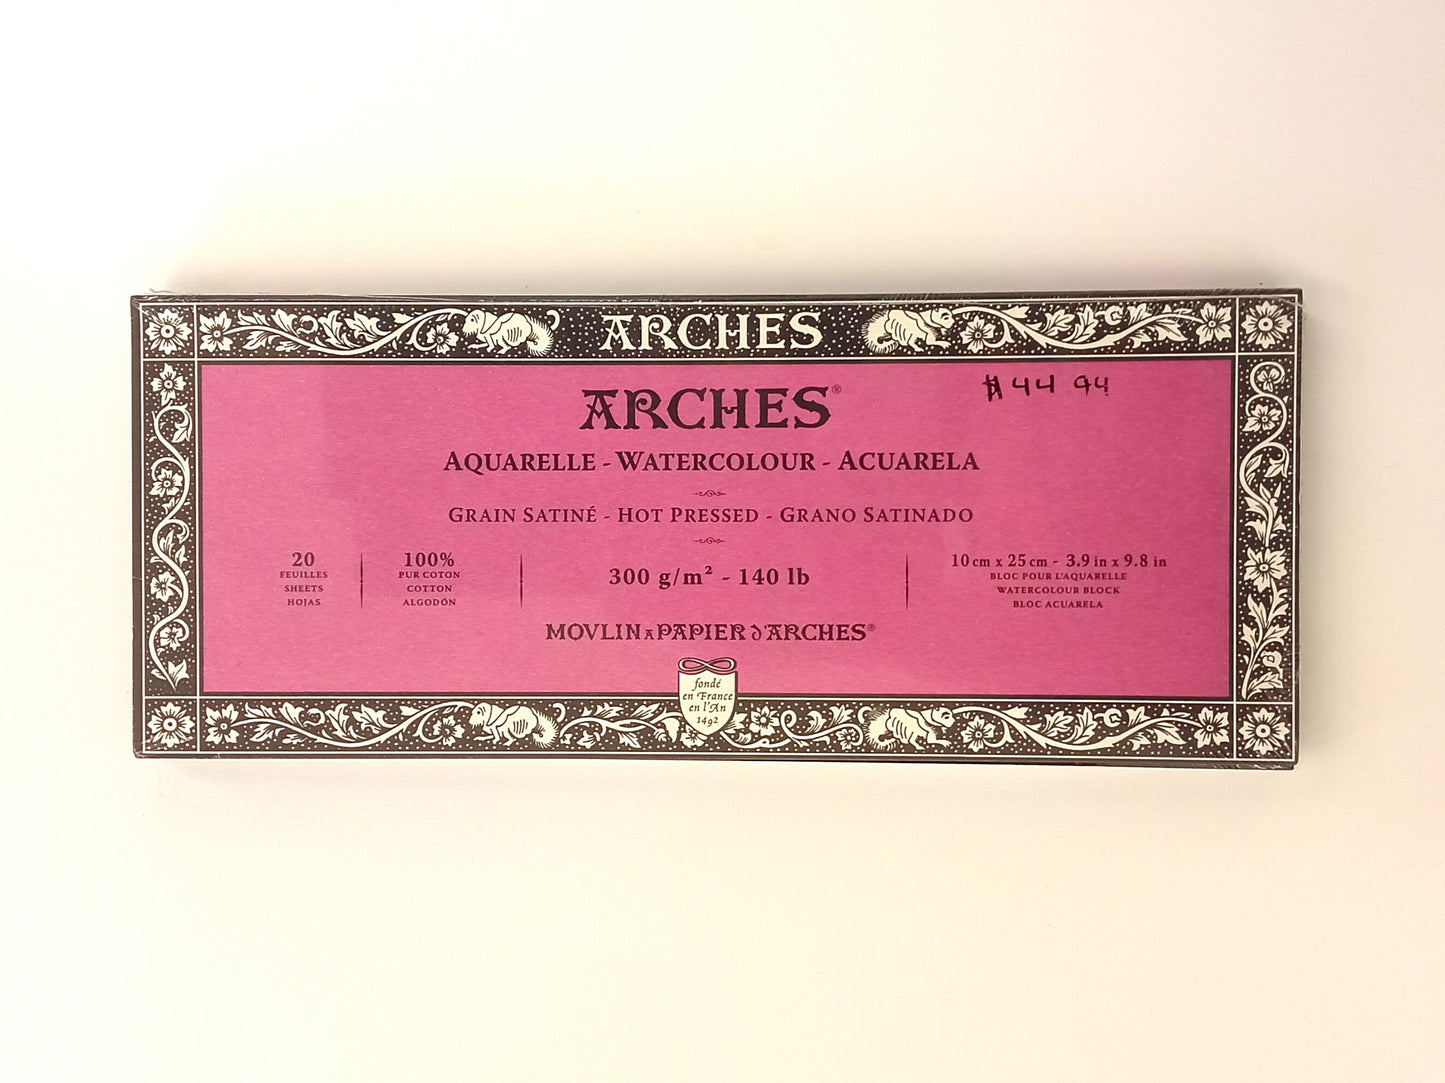 ARCHES
ARCHES®
$44 94
AQUARELLE - WATERCOLOUR - ACUARELA
GRAIN SATINÉ - HOT PRESSED - GRANO SATINADO
20
FEUILLES
SHEETS
HOJAS
100%
PUR COTON
COTTON
ALGODÓN
300 g/m² - 140 lb
10 cm x 25 cm - 3.9 in x 9.8 in
BLOC POUR L'AQUARELLE
WATERCOLOUR BLOCK
BLOC ACUARELA
MOVLIN A PAPIER D'ARCHES®
fondé
en France
en l'An
1492